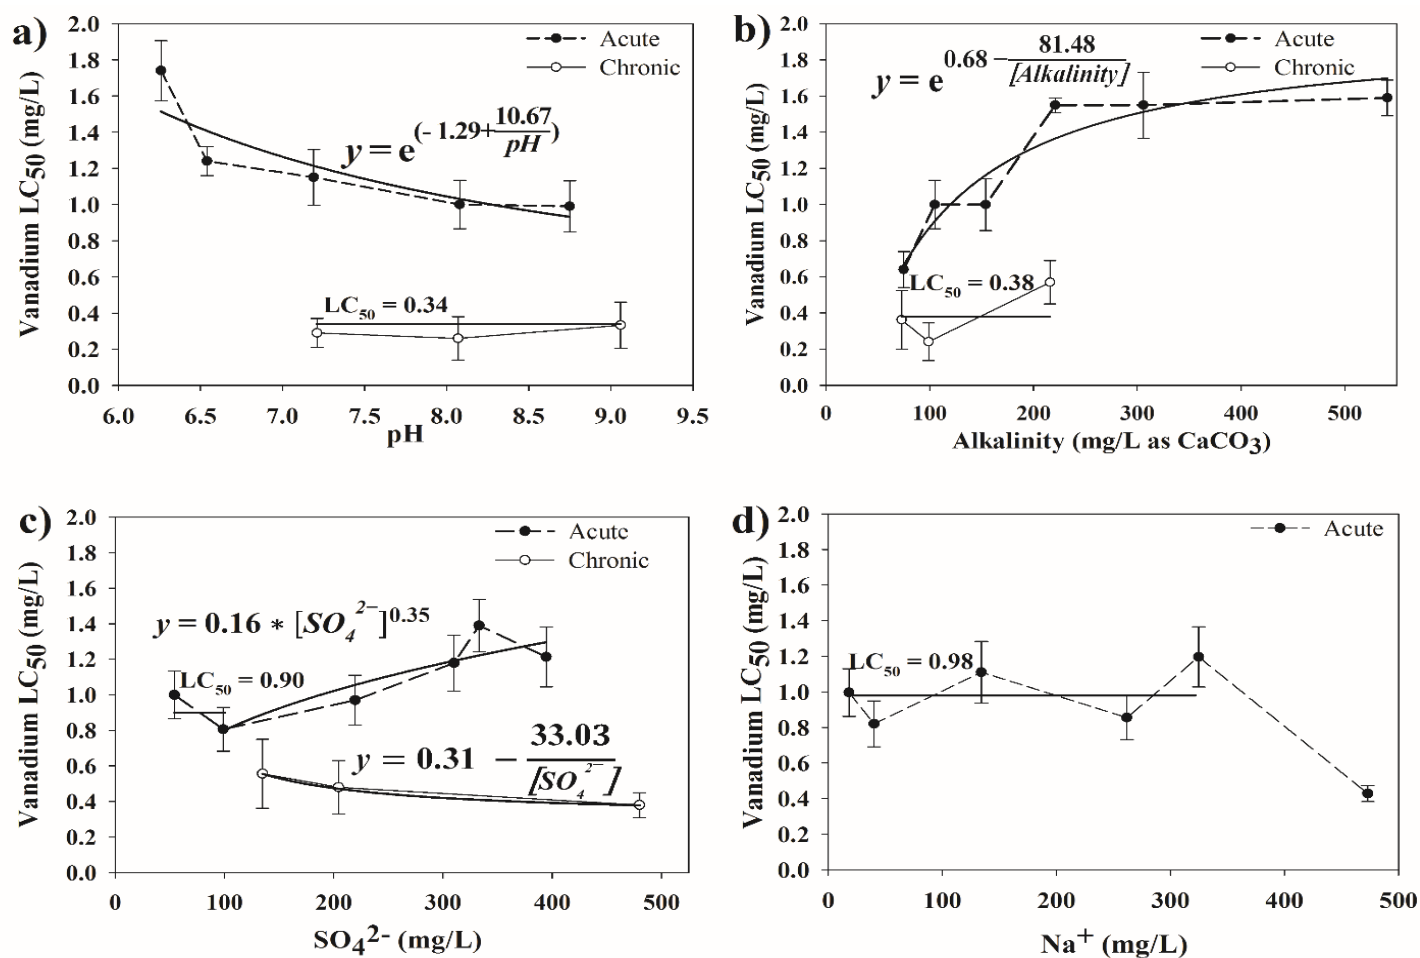 a)
Vanadium LC50 (mg/L)
2.0
1.8
1.6
1.4
1.2
1.0
0.8
0.6
0.4
0.2
0.0
Acute
Chronic
y = e^(- 1.29+10.67/pH)
LC50 = 0.34
6.0 6.5 7.0 7.5 8.0 8.5 9.0 9.5
pH
b)
Vanadium LC50 (mg/L)
2.0
1.8
1.6
1.4
1.2
1.0
0.8
0.6
0.4
0.2
0.0
Acute
Chronic
y = e^0.68 − 81.48/[Alkalinity]
LC50 = 0.38
0 100 200 300 400 500
Alkalinity (mg/L as CaCO3)
c)
Vanadium LC50 (mg/L)
2.0
1.8
1.6
1.4
1.2
1.0
0.8
0.6
0.4
0.2
0.0
Acute
Chronic
y = 0.16 * [SO4^2−]^0.35
LC50 = 0.90
y = 0.31 − 33.03/[SO4^2−]
0 100 200 300 400 500
SO4^2- (mg/L)
d)
Vanadium LC50 (mg/L)
2.0
1.8
1.6
1.4
1.2
1.0
0.8
0.6
0.4
0.2
0.0
Acute
LC50 = 0.98
0 100 200 300 400 500
Na+ (mg/L)